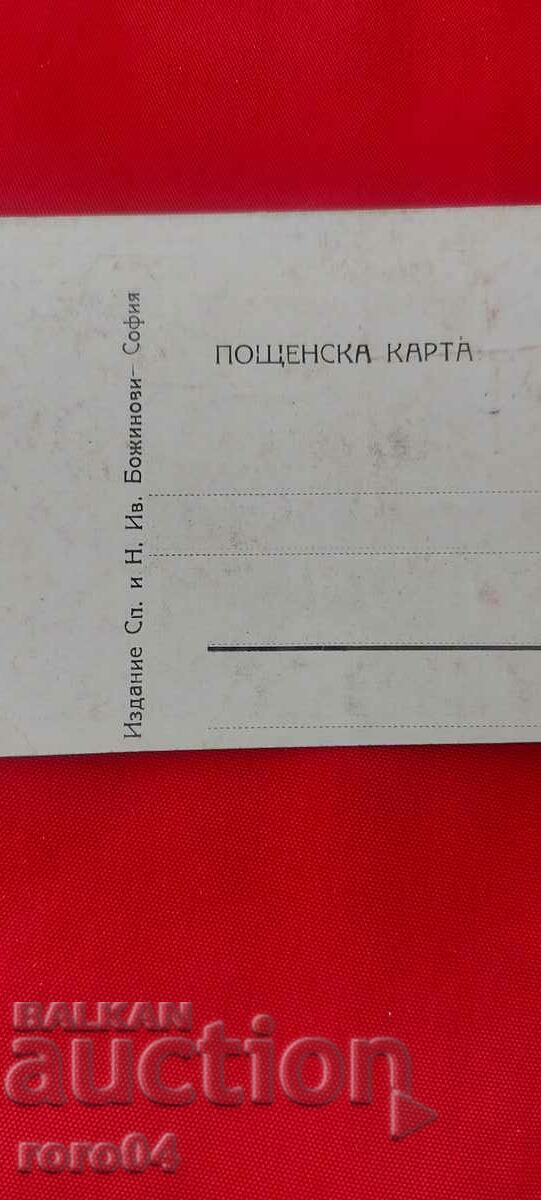 ПОЩЕНСКА КАРТА
Издание Сп. и Н. Ив. Божинови – София
BALKAN
auction
roro04